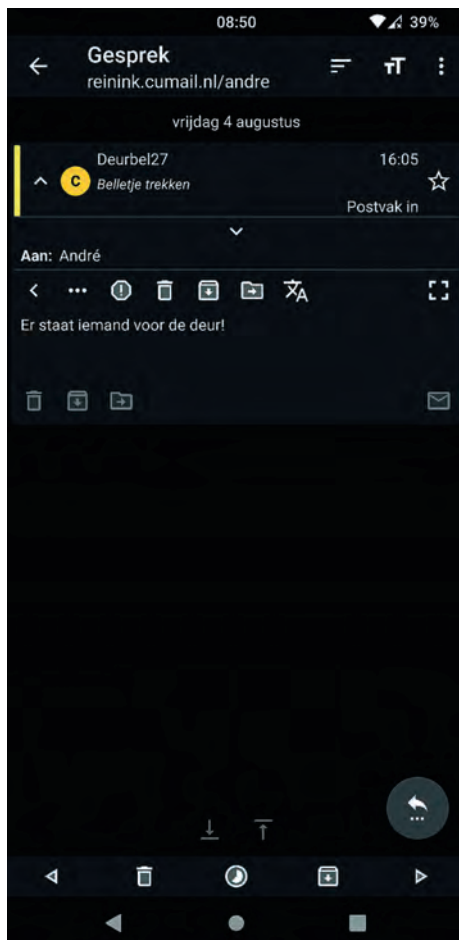 08:50
39%
Gesprek
reinink.cumail.nl/andre
vrijdag 4 augustus
Deurbel27 16:05
C Belletje trekken
Postvak in
Aan: André
Er staat iemand voor de deur!